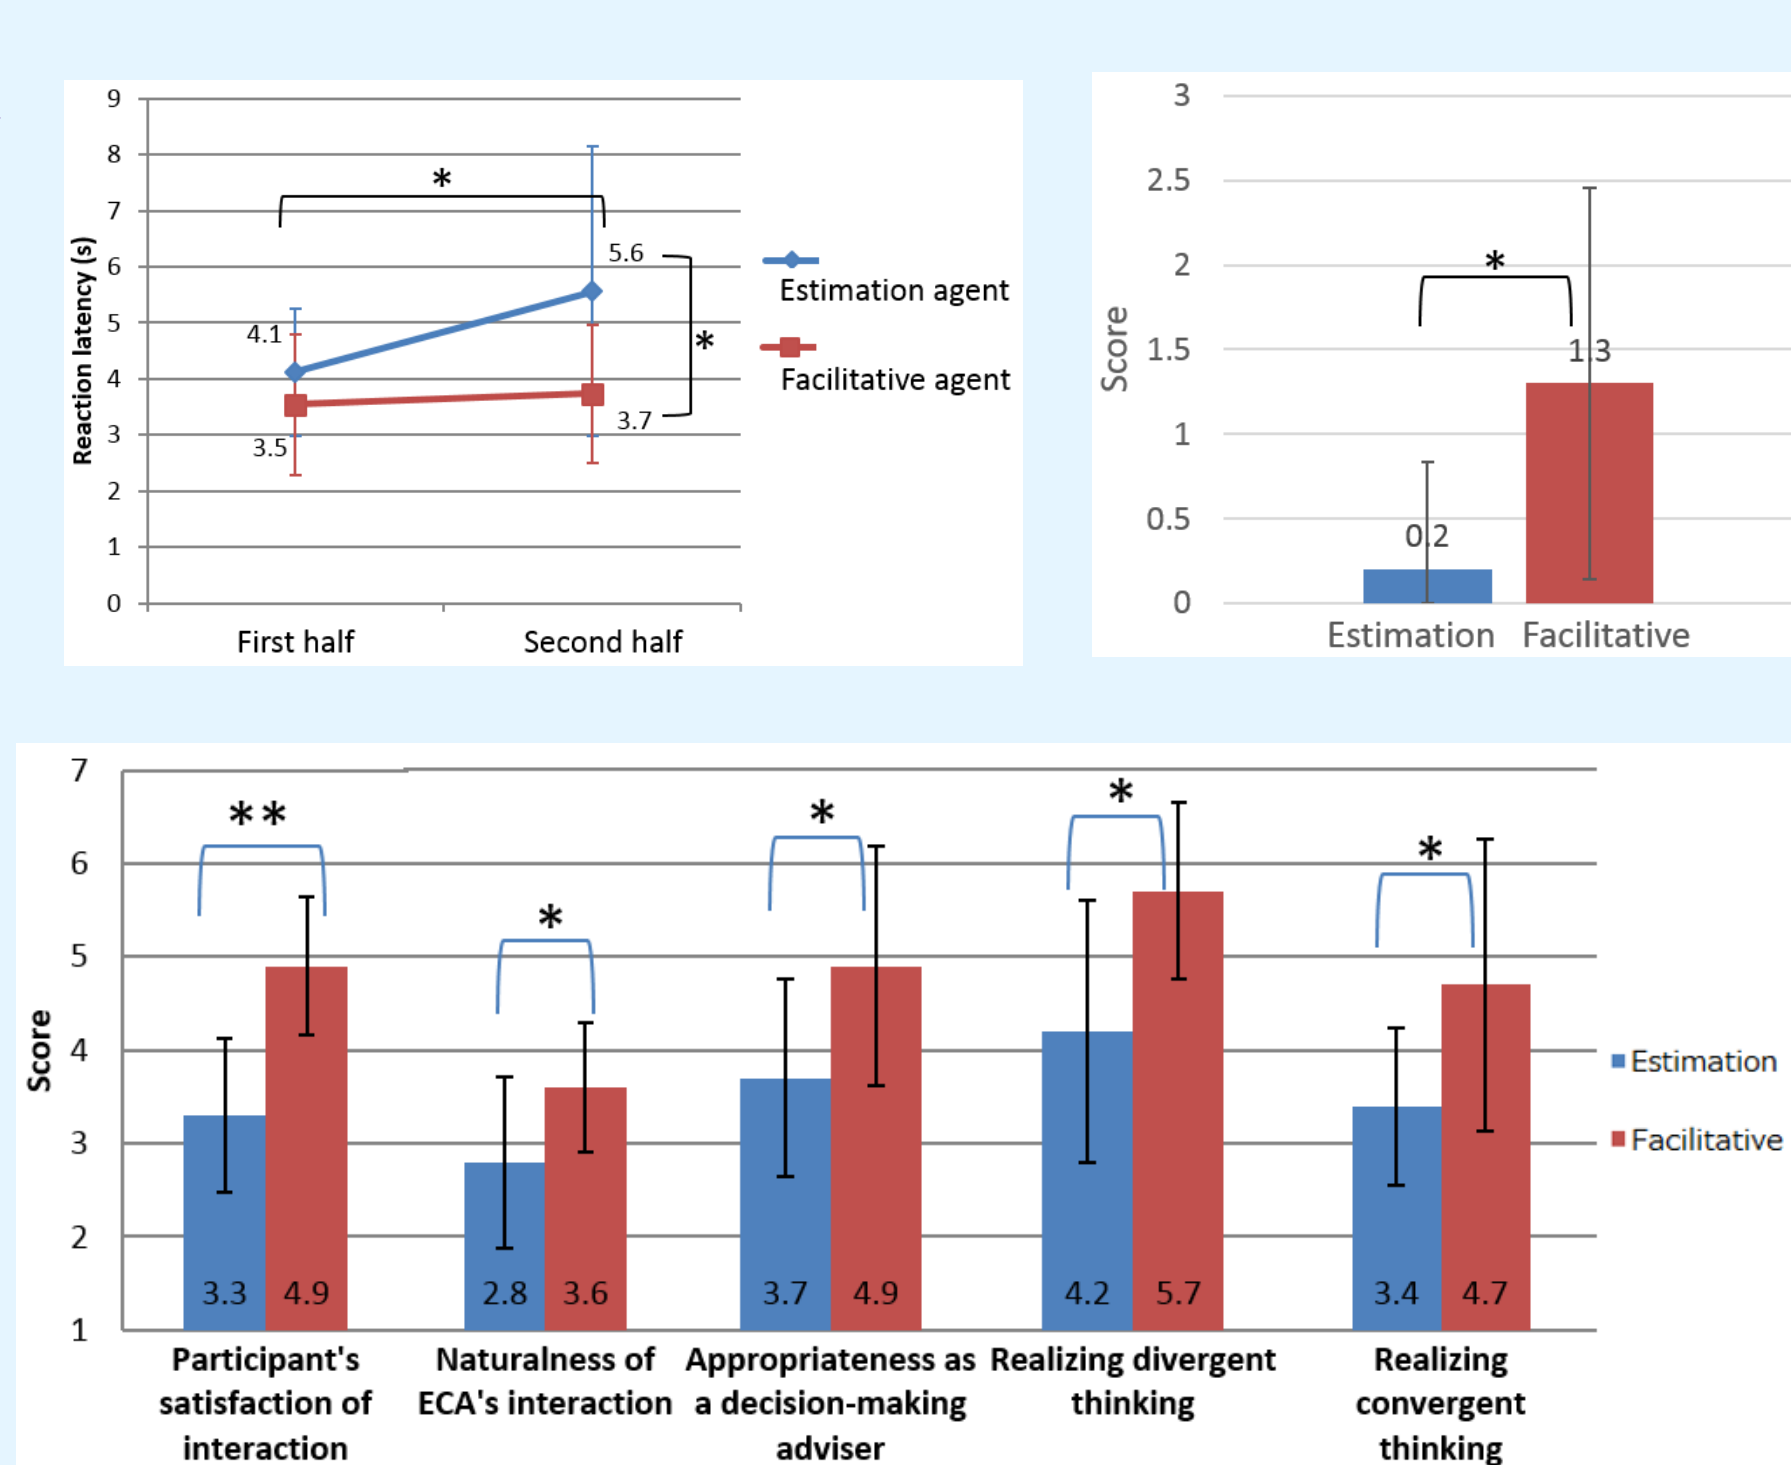 9
8
7
6
5
4
3
2
1
0
Reaction latency (s)
*
4.1
3.5
5.6
3.7
*
First half
Second half
Estimation agent
Facilitative agent
3
2.5
2
1.5
1
0.5
0
Score
*
0.2
1.3
Estimation
Facilitative
7
6
5
4
3
2
1
Score
**
*
*
*
*
3.3
4.9
2.8
3.6
3.7
4.9
4.2
5.7
3.4
4.7
Participant's
satisfaction of
interaction
Naturalness of
ECA's interaction
Appropriateness as
a decision-making
adviser
Realizing divergent
thinking
Realizing
convergent
thinking
Estimation
Facilitative